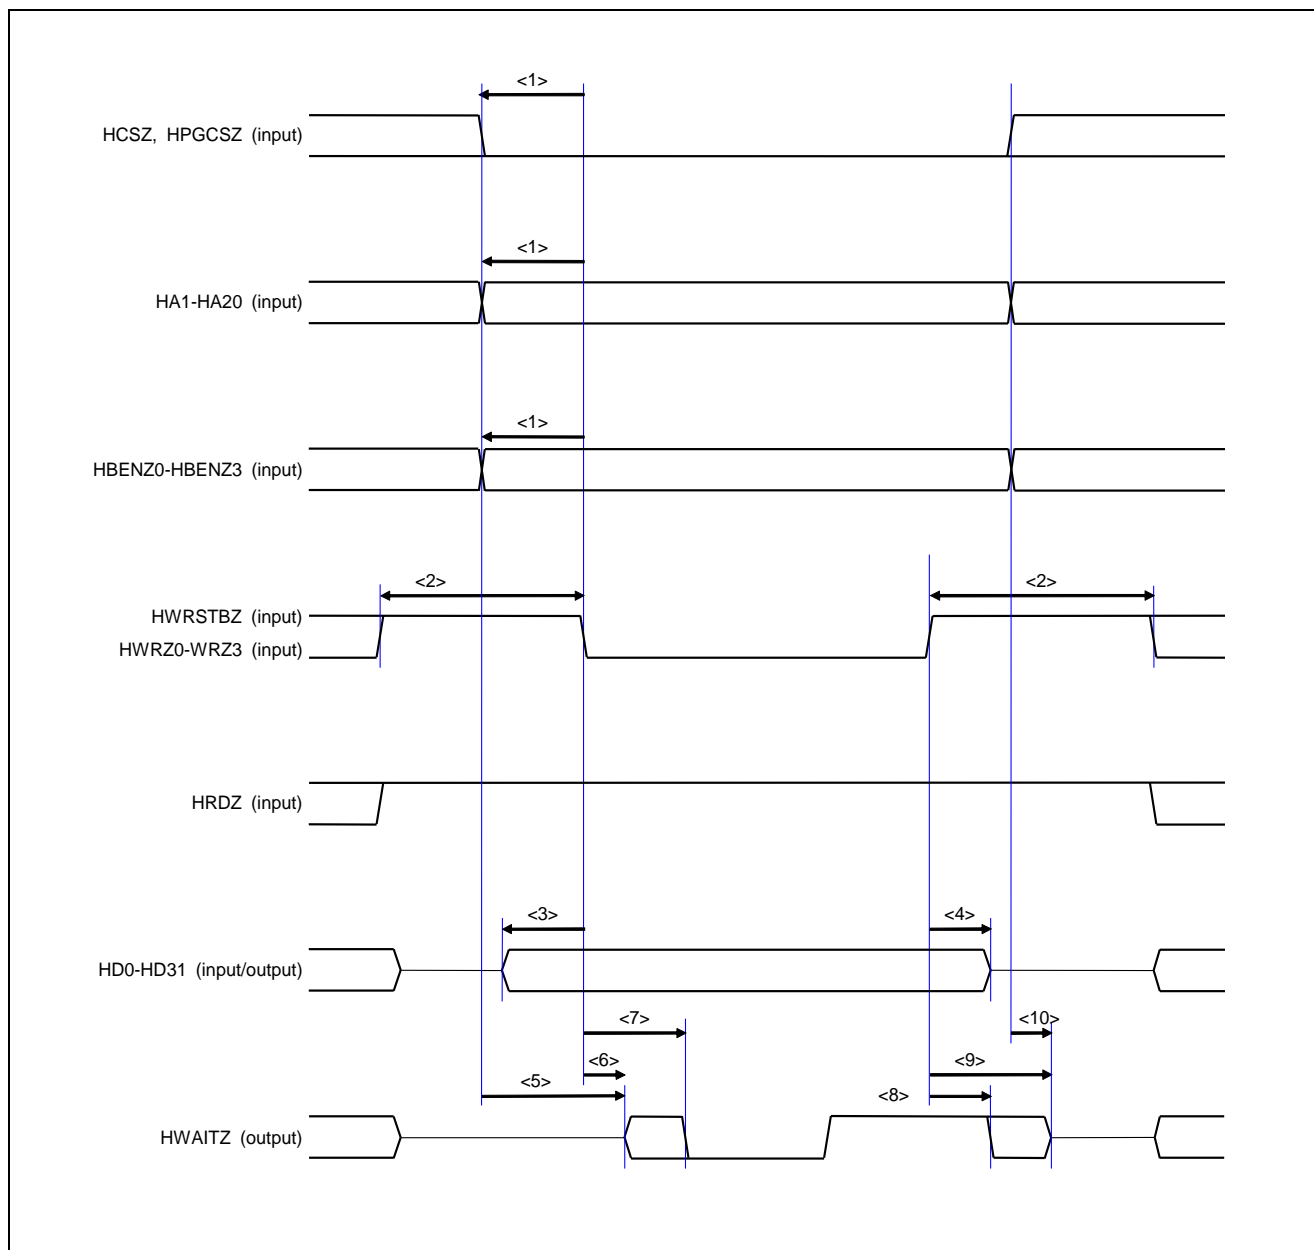 <1>
HCSZ, HPGCSZ (input)
<1>
HA1-HA20 (input)
<1>
HBENZ0-HBENZ3 (input)
<2> <2>
HWRSTBZ (input)
HWRZ0-WRZ3 (input)
HRDZ (input)
<3> <4>
HD0-HD31 (input/output)
<7> <10>
<6> <9>
<5> <8>
HWAITZ (output)